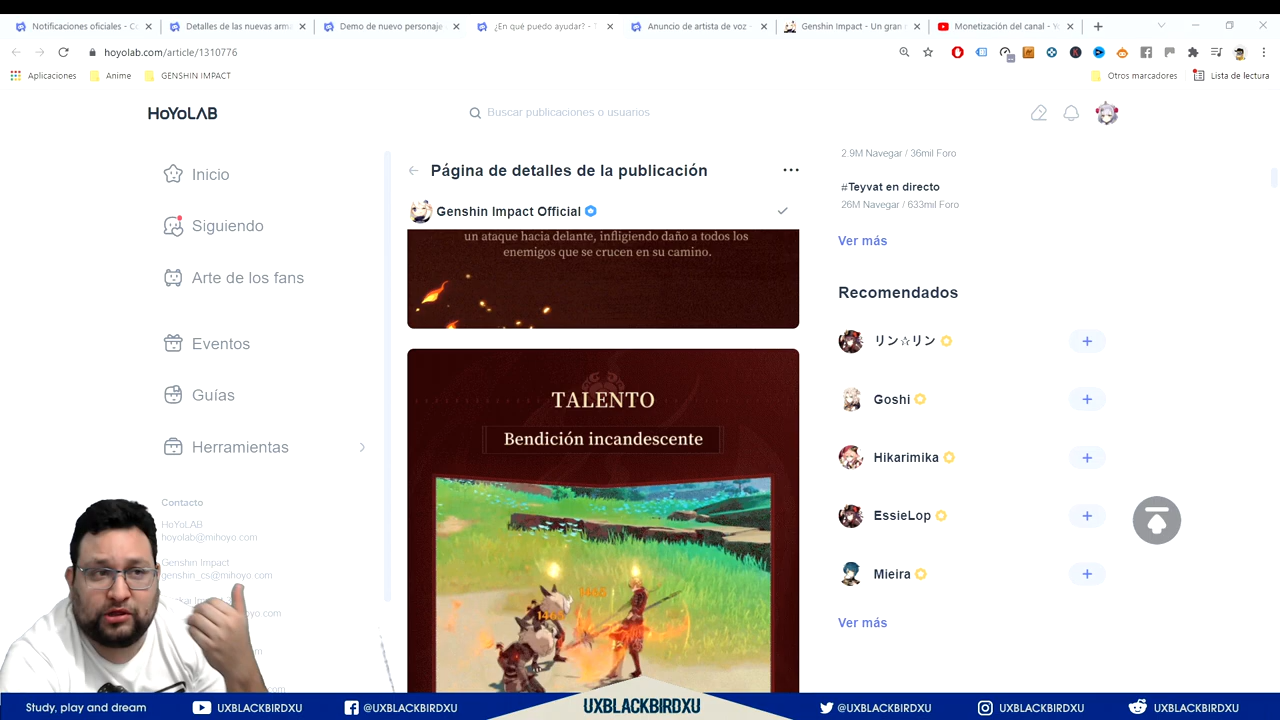 Notificaciones oficiales - Co
Detalles de las nuevas arma
Demo de nuevo personaje
¿En qué puedo ayudar? - T
Anuncio de artista de voz -
Genshin Impact - Un gran
Monetización del canal - Yo
hoyolab.com/article/1310776
Aplicaciones
Anime
GENSHIN IMPACT
Otros marcadores
Lista de lectura
HoYoLAB
Buscar publicaciones o usuarios
Inicio
Siguiendo
Arte de los fans
Eventos
Guías
Herramientas
Contacto
HoYoLAB
hoyolab@mihoyo.com
Genshin Impact
genshin_cs@mihoyo.com
Página de detalles de la publicación
Genshin Impact Official
un ataque hacia delante, infligiendo daño a todos los
enemigos que se crucen en su camino.
TALENTO
Bendición incandescente
2.9M Navegar / 36mil Foro
#Teyvat en directo
26M Navegar / 633mil Foro
Ver más
Recomendados
リン☆リン
Goshi
Hikarimika
EssieLop
Mieira
Ver más
Study, play and dream
UXBLACKBIRDXU
@UXBLACKBIRDXU
UXBLACKBIRDXU
@UXBLACKBIRDXU
UXBLACKBIRDXU
@UXBLACKBIRDXU